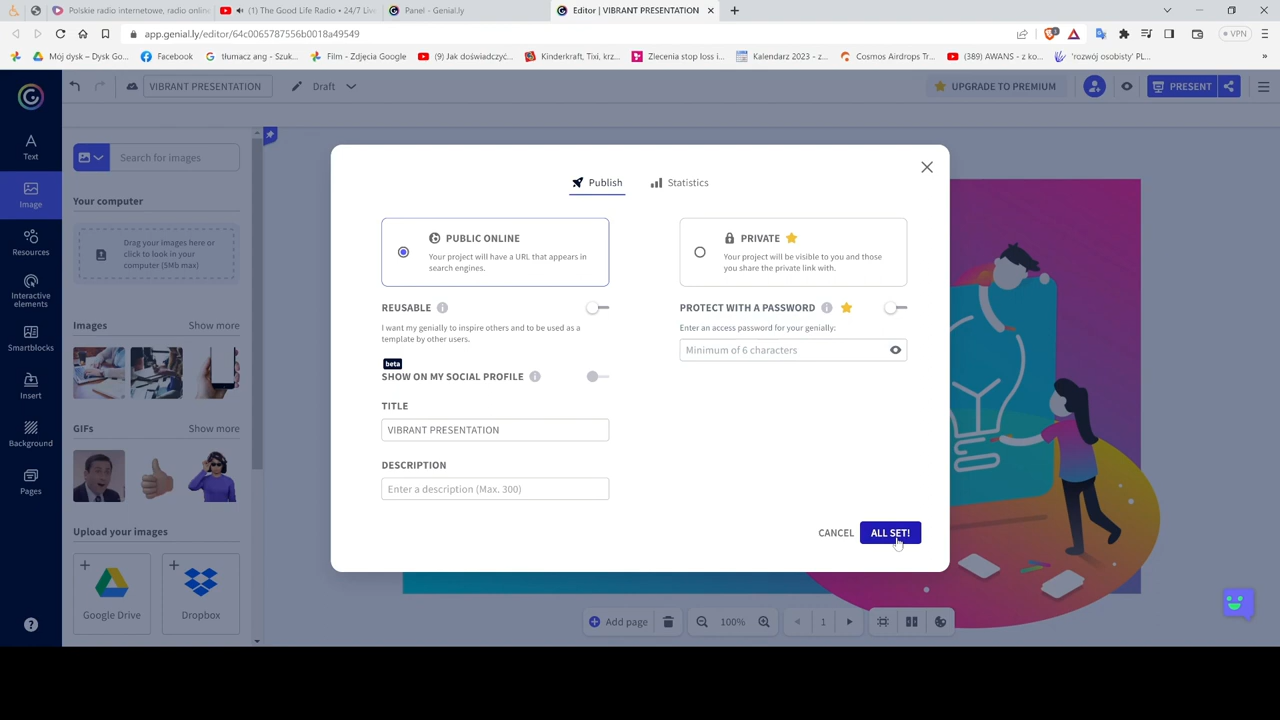 Polskie radio internetowe, radio onlin
(1) The Good Life Radio • 24/7 Liv
Panel - Genial.ly
Editor | VIBRANT PRESENTATION
app.genial.ly/editor/64c0065787556b0018a49549
VPN
Mój dysk – Dysk Go...
Facebook
tłumacz ang - Szuk...
Film - Zdjęcia Google
(9) Jak doświadczyć...
Kinderkraft, Tixi, krz...
Zlecenia stop loss i...
Kalendarz 2023 - z...
Cosmos Airdrops Tr...
(389) AWANS - z ko...
'rozwój osobisty' PL...
VIBRANT PRESENTATION
Draft
UPGRADE TO PREMIUM
PRESENT
Text
Image
Resources
Interactive
elements
Smartblocks
Insert
Background
Pages
Search for images
Your computer
Drag your images here or
click to look in your
computer (5Mb max)
Images
Show more
GIFs
Show more
Upload your images
Google Drive
Dropbox
Publish
Statistics
PUBLIC ONLINE
Your project will have a URL that appears in
search engines.
REUSABLE
I want my genially to inspire others and to be used as a
template by other users.
beta
SHOW ON MY SOCIAL PROFILE
TITLE
VIBRANT PRESENTATION
DESCRIPTION
Enter a description (Max. 300)
PRIVATE
Your project will be visible to you and those
you share the private link with.
PROTECT WITH A PASSWORD
Enter an access password for your genially:
Minimum of 6 characters
CANCEL
ALL SET!
Add page
100%
1